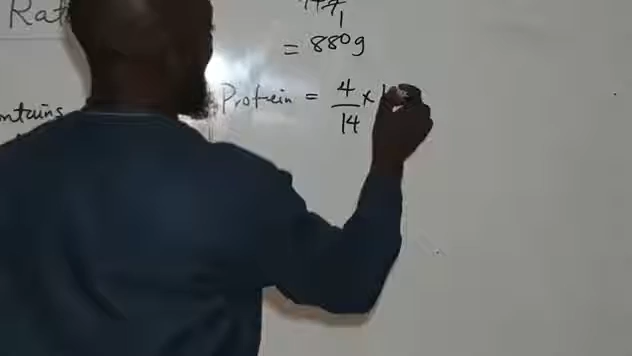 Rat
= 880g
ntains
Protein = 4/14 ×